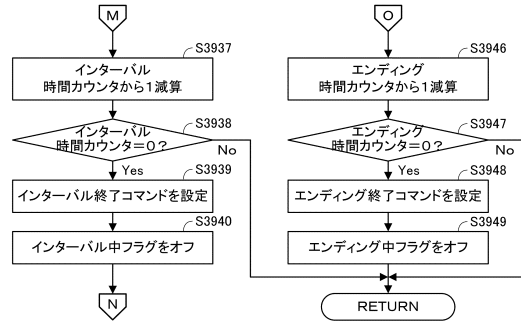 M
S3937
インターバル
時間カウンタから1減算
S3938
インターバル
時間カウンタ=0?
No
Yes
S3939
インターバル終了コマンドを設定
S3940
インターバル中フラグをオフ
N
O
S3946
エンディング
時間カウンタから1減算
S3947
エンディング
時間カウンタ=0?
No
Yes
S3948
エンディング終了コマンドを設定
S3949
エンディング中フラグをオフ
RETURN